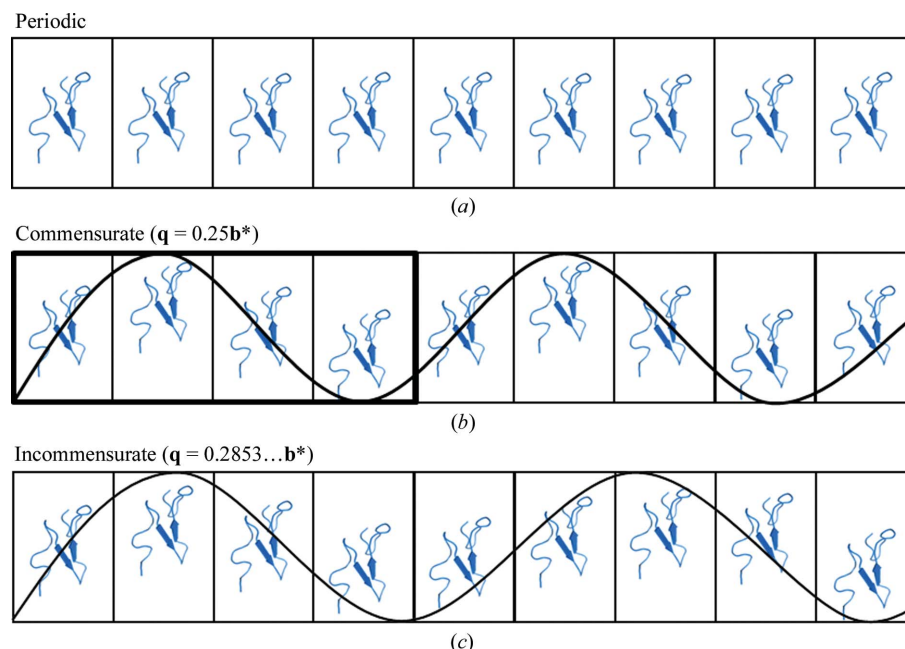 Periodic
(a)
Commensurate (q = 0.25b*)
(b)
Incommensurate (q = 0.2853...b*)
(c)